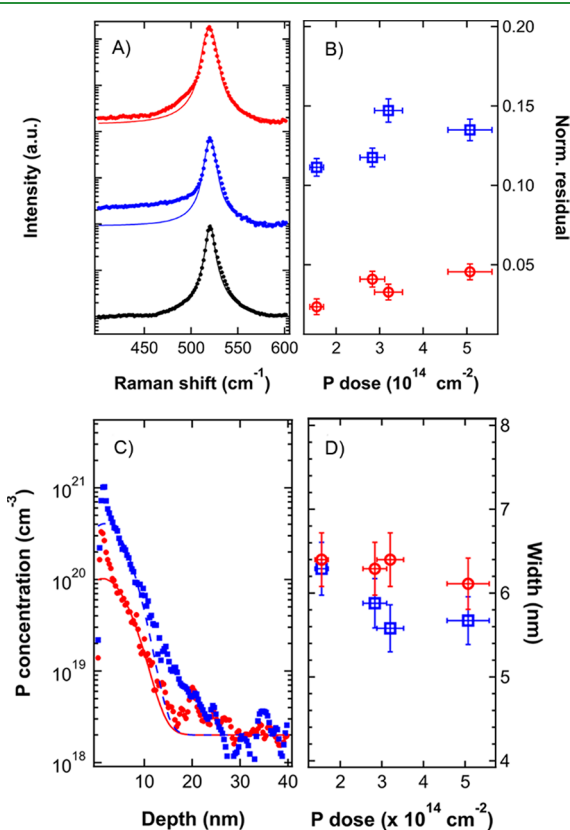 A)
B)
0.20
0.15
0.10
0.05
Intensity (a.u.)
Norm. residual
450 500 550 600
2 3 4 5
Raman shift (cm⁻¹)
P dose (10¹⁴ cm⁻²)
C)
D)
10²¹
10²⁰
10¹⁹
10¹⁸
P concentration (cm⁻³)
8
7
6
5
4
Width (nm)
10 20 30 40
2 3 4 5
Depth (nm)
P dose (x 10¹⁴ cm⁻²)